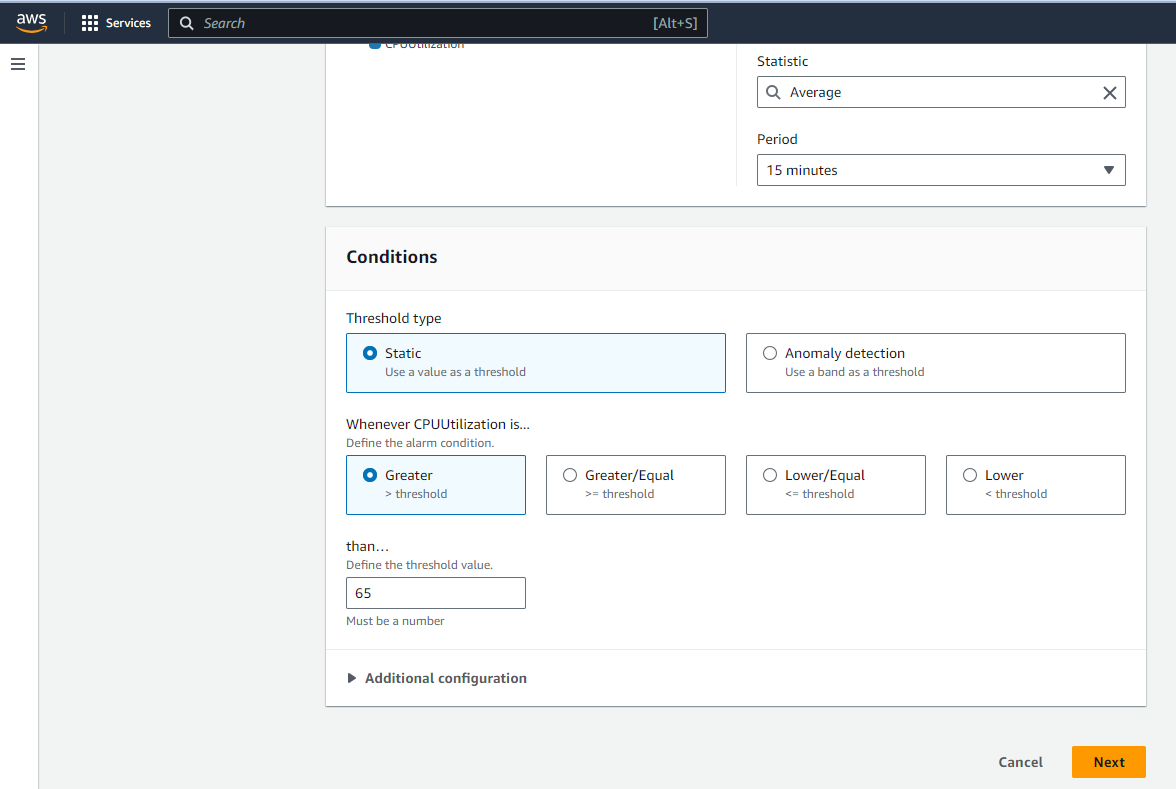 aws
Services
Search
[Alt+S]
CPUUtilization
Statistic
Average
Period
15 minutes
Conditions
Threshold type
Static
Use a value as a threshold
Anomaly detection
Use a band as a threshold
Whenever CPUUtilization is...
Define the alarm condition.
Greater
> threshold
Greater/Equal
>= threshold
Lower/Equal
<= threshold
Lower
< threshold
than...
Define the threshold value.
65
Must be a number
Additional configuration
Cancel
Next